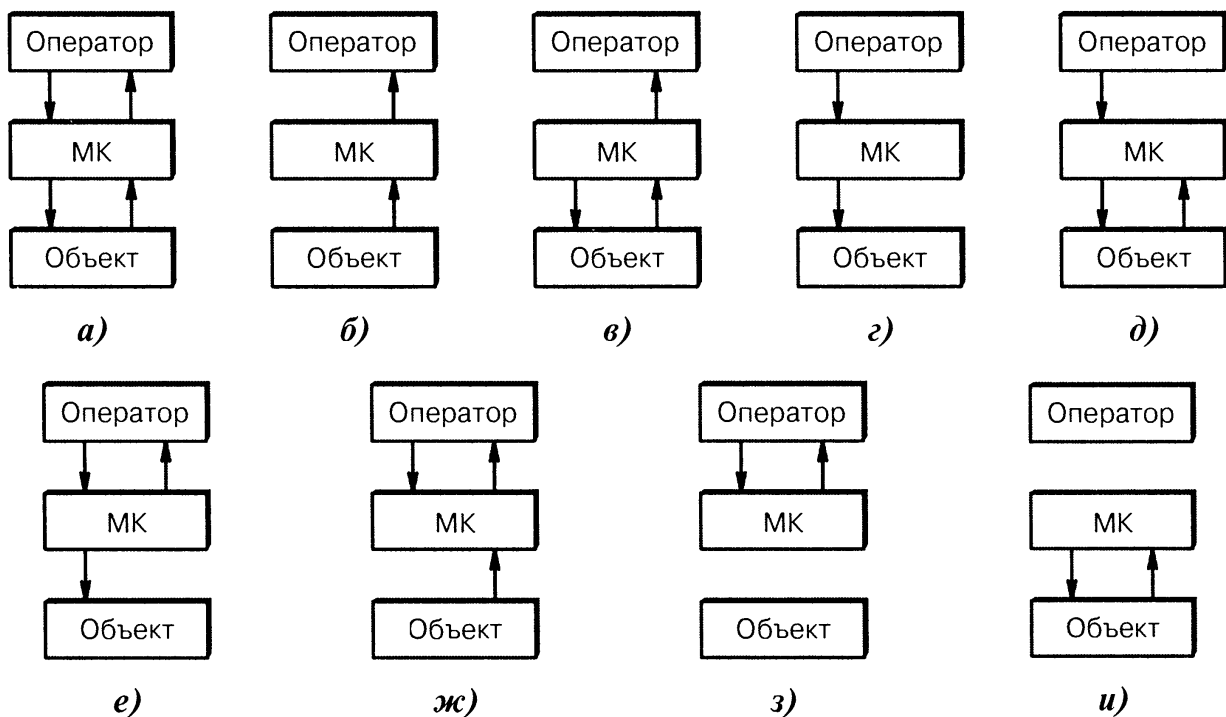 Оператор Оператор Оператор Оператор Оператор
МК МК МК МК МК
Объект Объект Объект Объект Объект
а) б) в) г) д)
Оператор Оператор Оператор Оператор
МК МК МК МК
Объект Объект Объект Объект
е) ж) з) и)